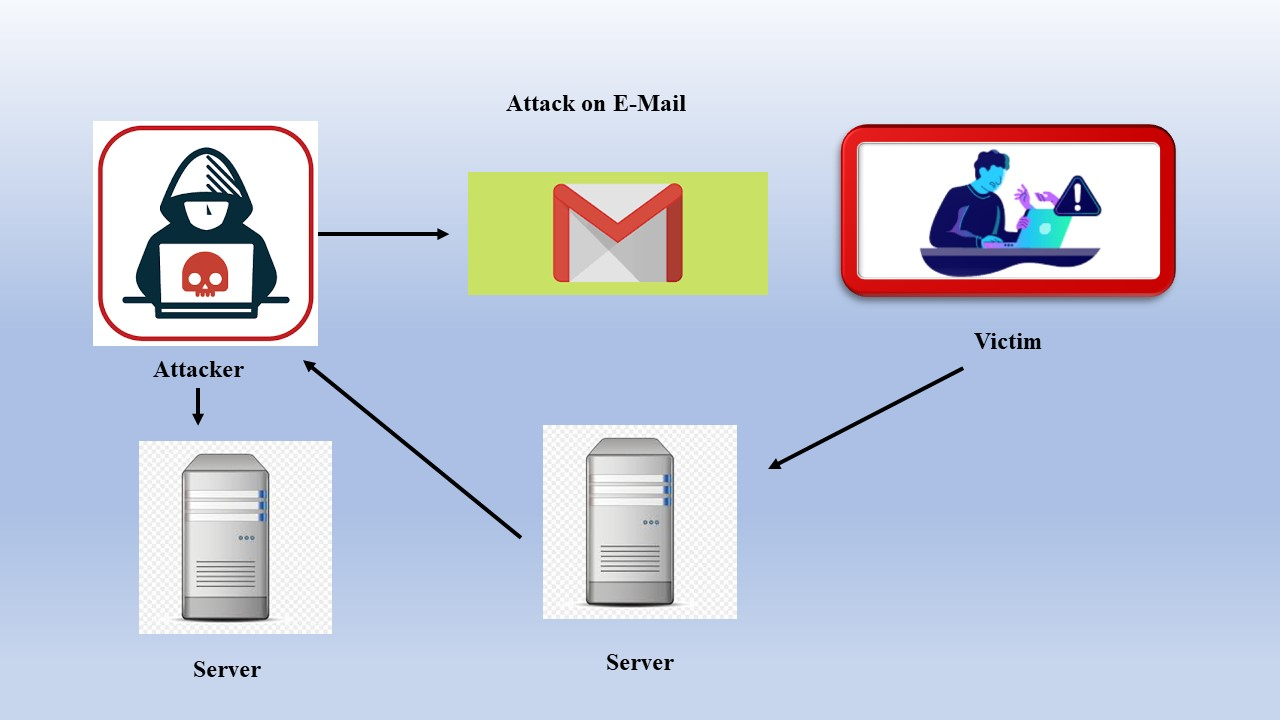 Attack on E-Mail
Victim
Attacker
Server
Server